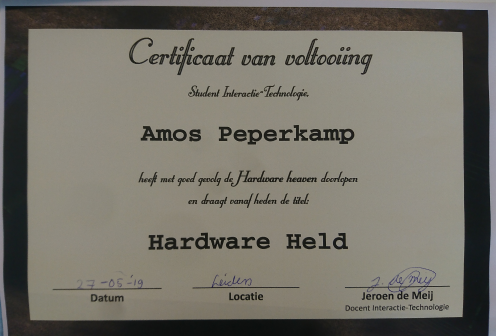 Certificaat van voltooiing
Student Interactie-Technologie,
Amos Peperkamp
heeft met goed gevolg de Hardware heaven doorlopen
en draagt vanaf heden de titel:
Hardware Held
27-05-'19 Leiden J. de Meij
Datum Locatie Jeroen de Meij
Docent Interactie-Technologie